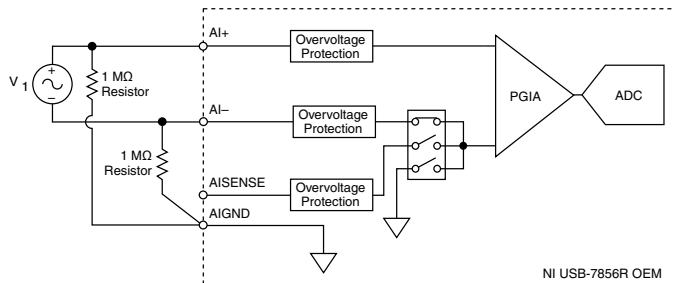 AI+
Overvoltage
Protection
V 1
+
−
1 MΩ
Resistor
PGIA
ADC
AI−
Overvoltage
Protection
1 MΩ
Resistor
AISENSE
Overvoltage
Protection
AIGND
NI USB-7856R OEM